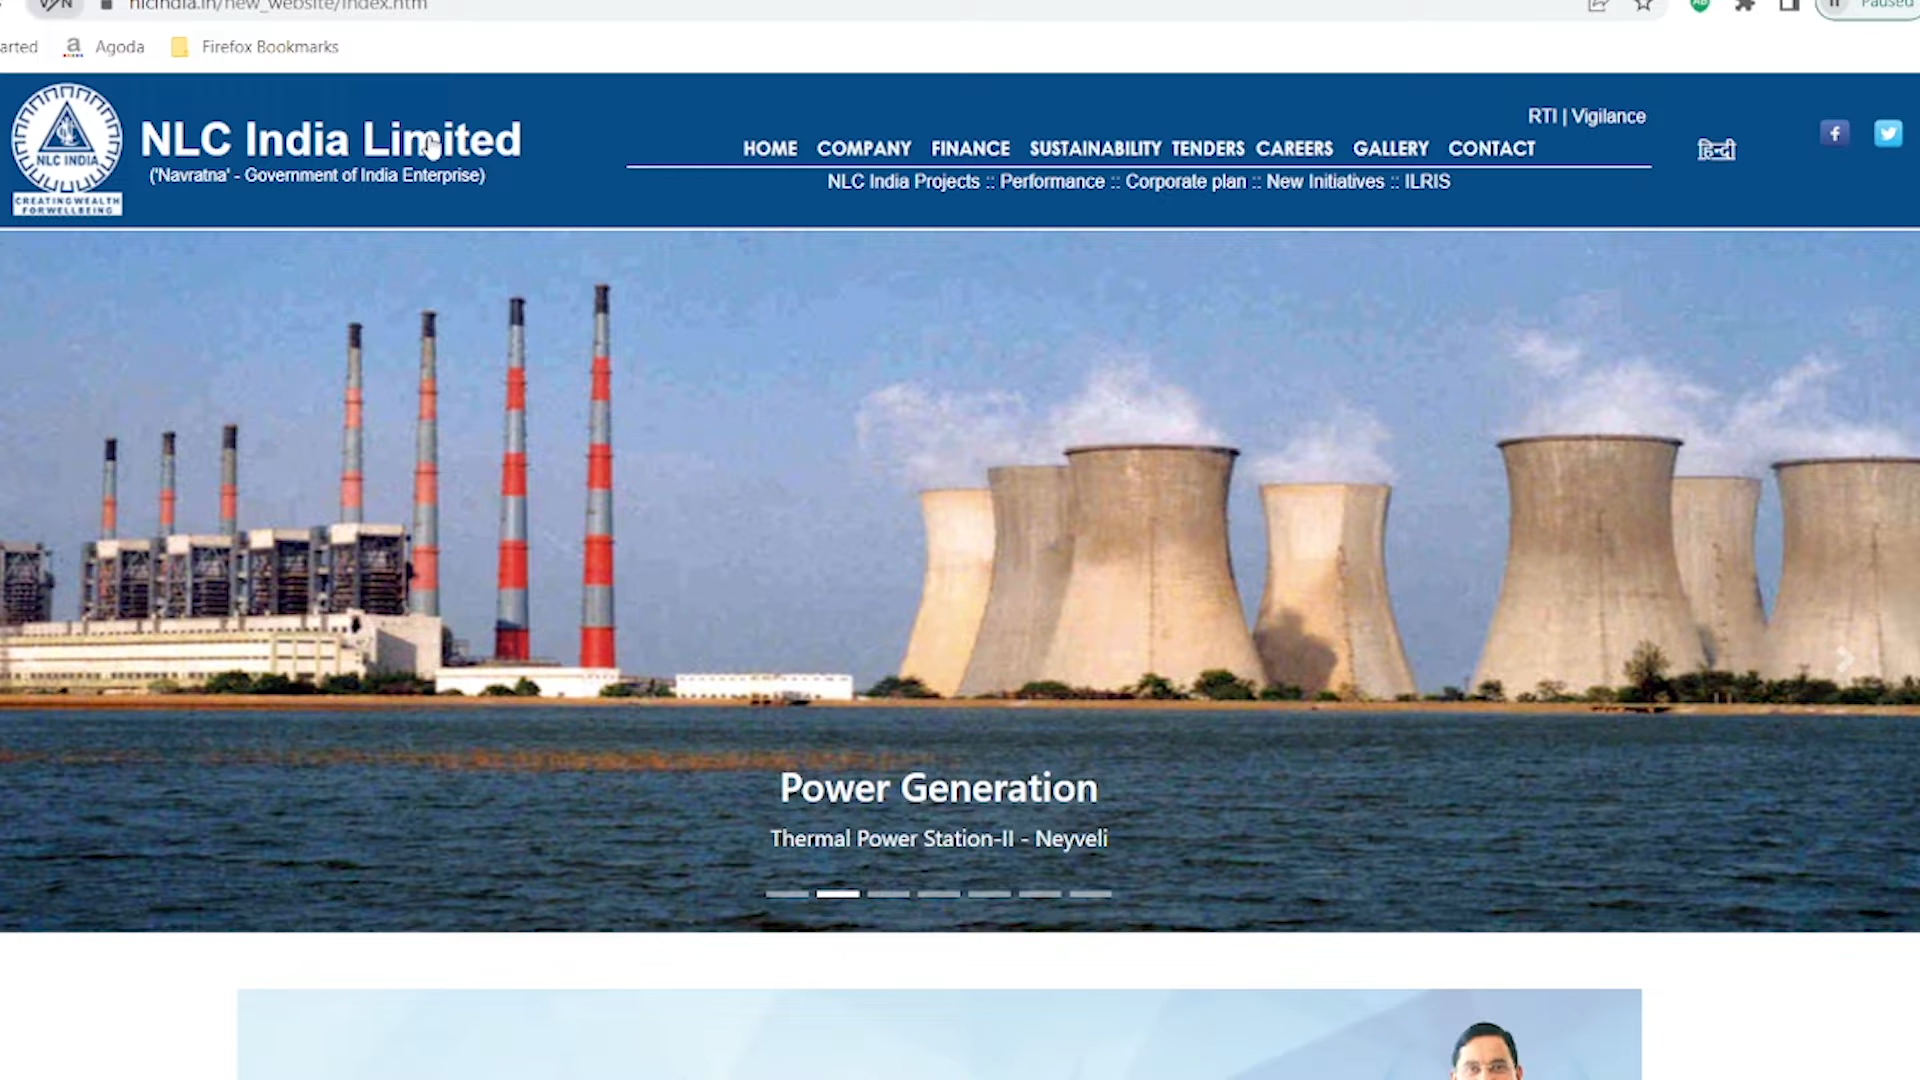 nlcindia.in/new_website/index.htm
Paused
arted
Agoda
Firefox Bookmarks
NLC INDIA
CREATING WEALTH
FOR WELLBEING
NLC India Limited
('Navratna' - Government of India Enterprise)
RTI | Vigilance
HOME COMPANY FINANCE SUSTAINABILITY TENDERS CAREERS GALLERY CONTACT
हिन्दी
NLC India Projects :: Performance :: Corporate plan :: New Initiatives :: ILRIS
Power Generation
Thermal Power Station-II - Neyveli